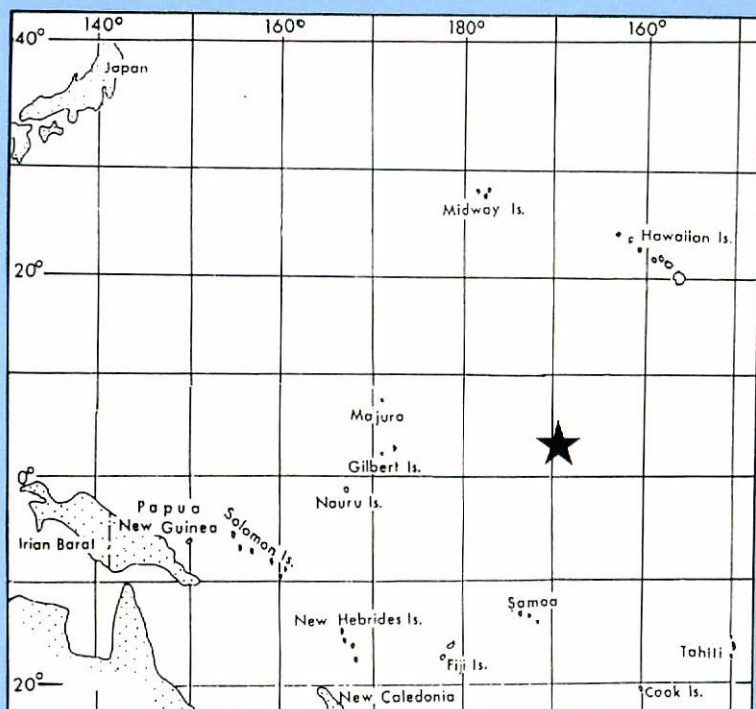 140°
160°
180°
160°
40°
Japan
Midway Is.
Hawaiian Is.
20°
Majuro
Gilbert Is.
0°
Nauru Is.
Papua
New Guinea
Solomon Is.
Irian Barat
Samoa
New Hebrides Is.
Fiji Is.
Tahiti
20°
New Caledonia
Cook Is.